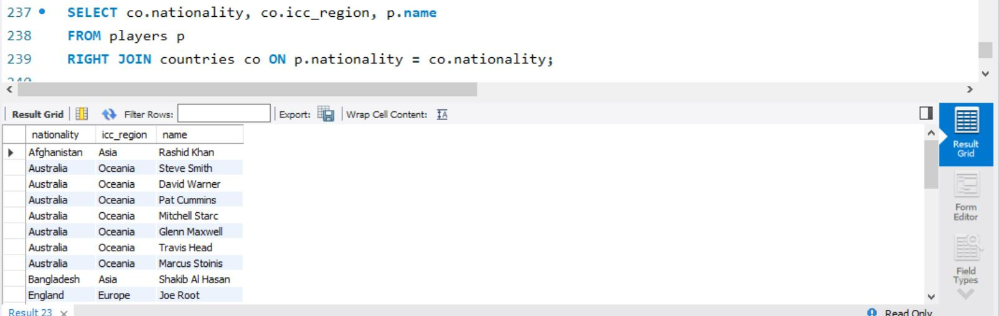 237 SELECT co.nationality, co.icc_region, p.name
238 FROM players p
239 RIGHT JOIN countries co ON p.nationality = co.nationality;
240
Result Grid Filter Rows: Export: Wrap Cell Content: IA
nationality icc_region name
Afghanistan Asia Rashid Khan
Australia Oceania Steve Smith
Australia Oceania David Warner
Australia Oceania Pat Cummins
Australia Oceania Mitchell Starc
Australia Oceania Glenn Maxwell
Australia Oceania Travis Head
Australia Oceania Marcus Stoinis
Bangladesh Asia Shakib Al Hasan
England Europe Joe Root
Result
Grid
Form
Editor
Field
Types
Result 23 Read Only